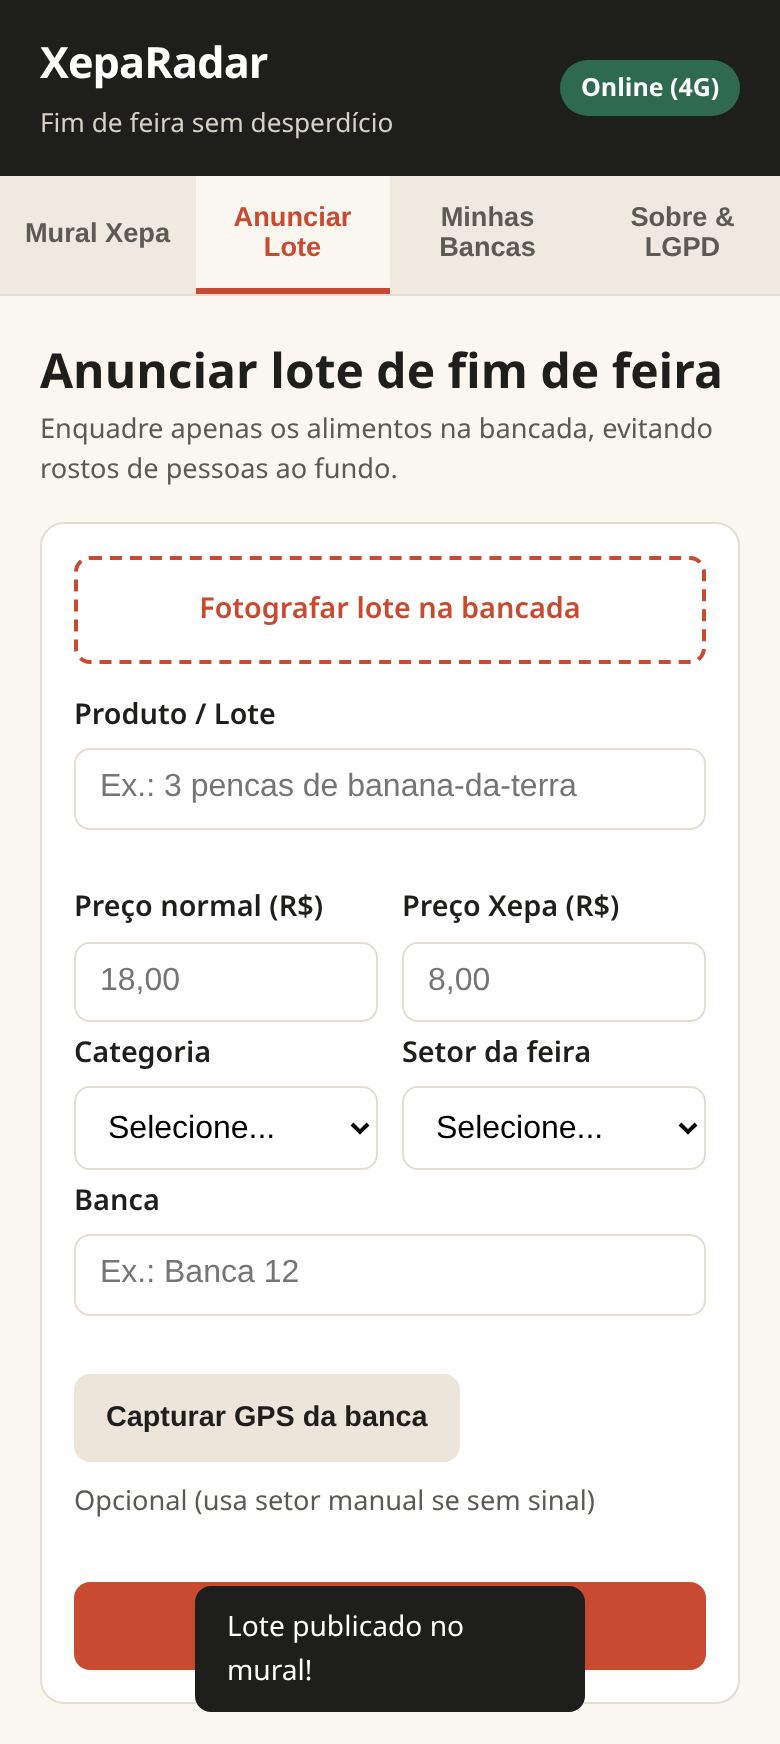 XepaRadar
Fim de feira sem desperdício
Online (4G)
Mural Xepa
Anunciar
Lote
Minhas
Bancas
Sobre &
LGPD
Anunciar lote de fim de feira
Enquadre apenas os alimentos na bancada, evitando
rostos de pessoas ao fundo.
Fotografar lote na bancada
Produto / Lote
Ex.: 3 pencas de banana-da-terra
Preço normal (R$)
Preço Xepa (R$)
18,00
8,00
Categoria
Setor da feira
Selecione...
Selecione...
Banca
Ex.: Banca 12
Capturar GPS da banca
Opcional (usa setor manual se sem sinal)
Lote publicado no
mural!